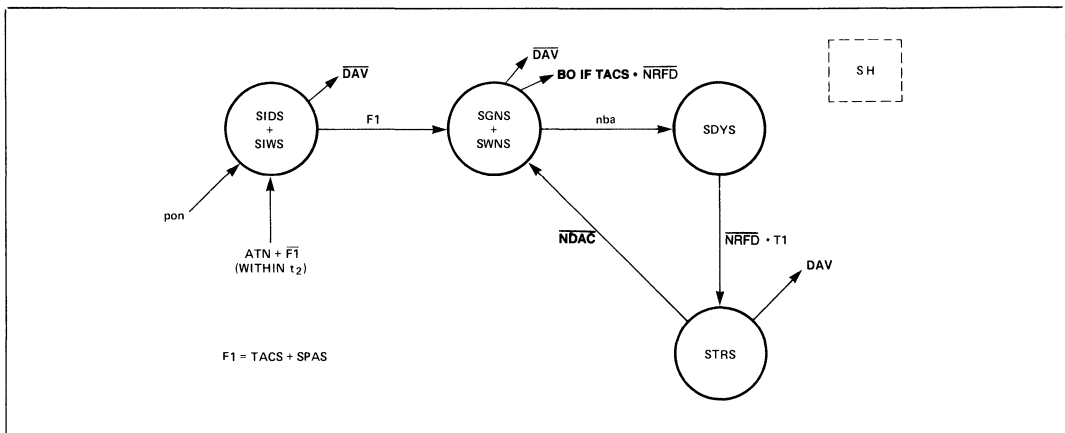 DAV
DAV
BO IF TACS • NRFD
SH
SIDS
+
SIWS
F1
SGNS
+
SWNS
nba
SDYS
pon
ATN + F1
(WITHIN t2)
NDAC
NRFD • T1
DAV
F1 = TACS + SPAS
STRS